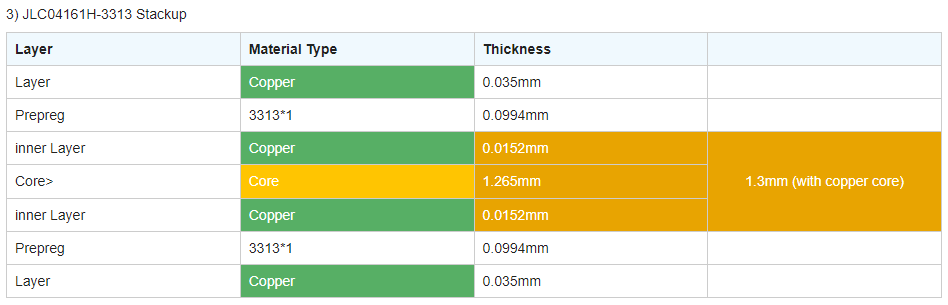 3) JLC04161H-3313 Stackup
Layer Material Type Thickness
Layer Copper 0.035mm
Prepreg 3313*1 0.0994mm
inner Layer Copper 0.0152mm
Core> Core 1.265mm 1.3mm (with copper core)
inner Layer Copper 0.0152mm
Prepreg 3313*1 0.0994mm
Layer Copper 0.035mm